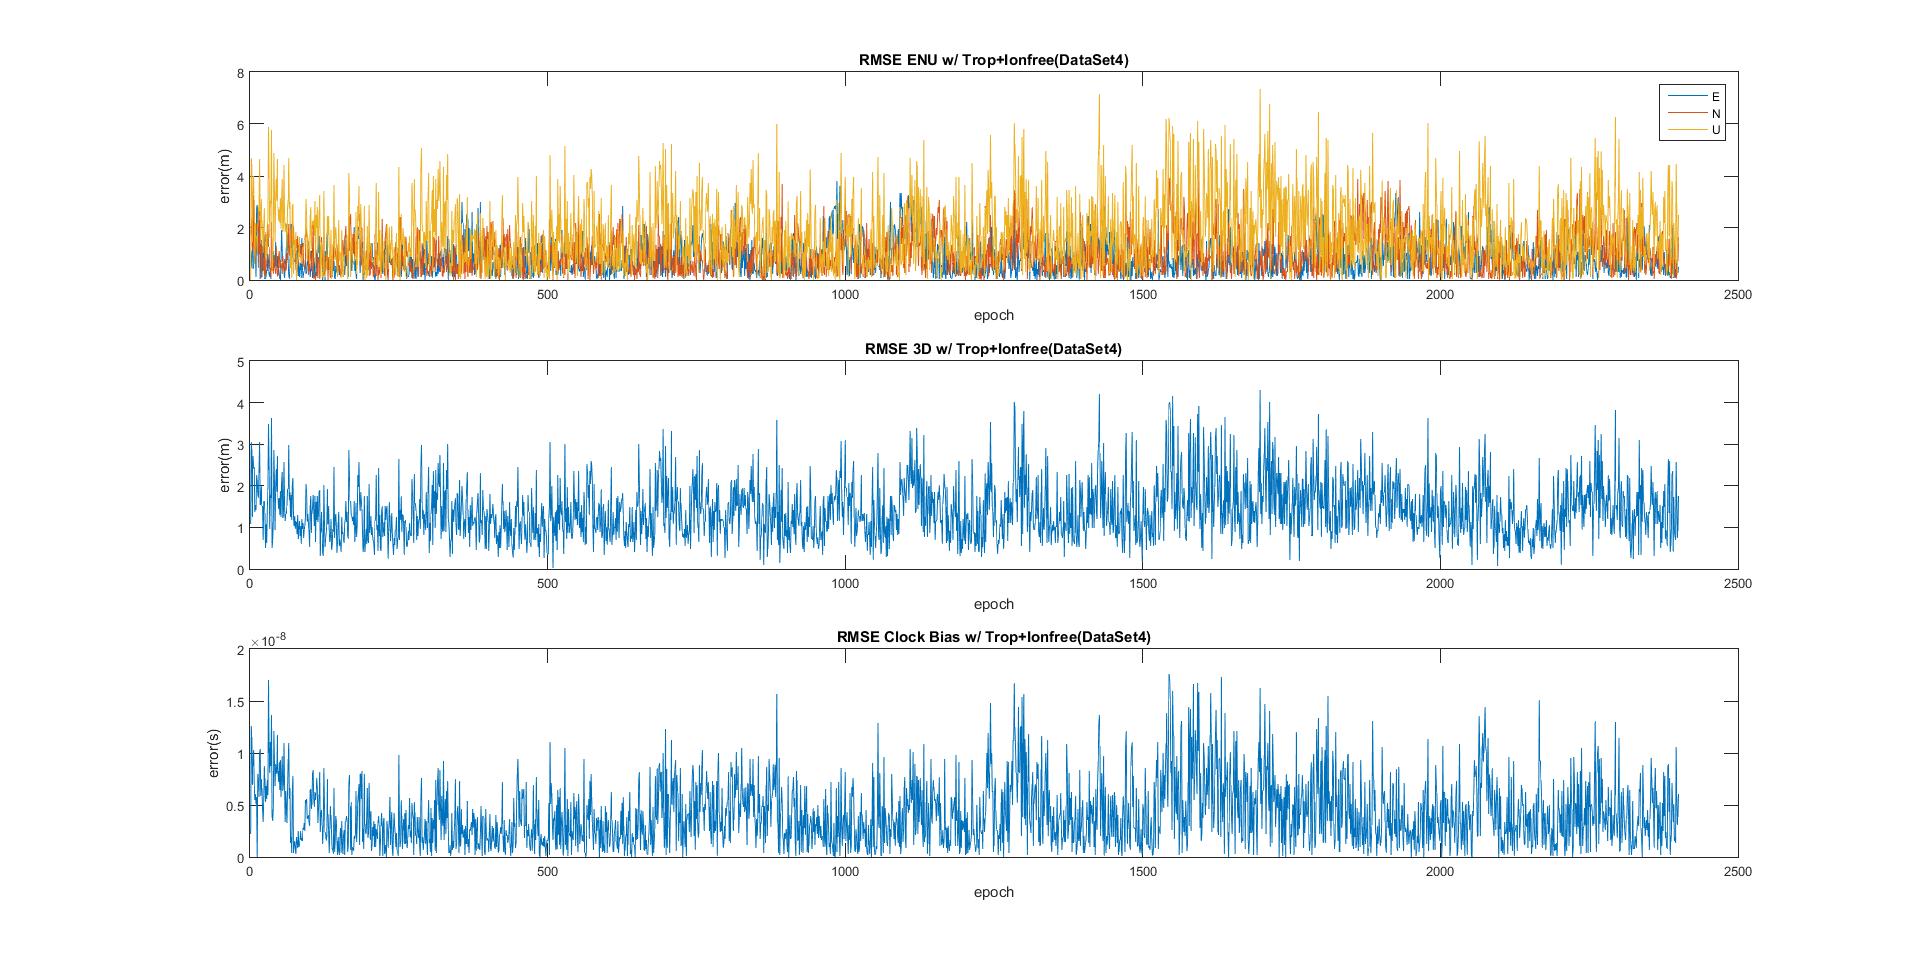 RMSE ENU w/ Trop+Ionfree(DataSet4)
8
6
4
2
0
error(m)
E
N
U
0 500 1000 1500 2000 2500
epoch
RMSE 3D w/ Trop+Ionfree(DataSet4)
5
4
3
2
1
0
error(m)
0 500 1000 1500 2000 2500
epoch
RMSE Clock Bias w/ Trop+Ionfree(DataSet4)
×10⁻⁸
2
1.5
1
0.5
0
error(s)
0 500 1000 1500 2000 2500
epoch